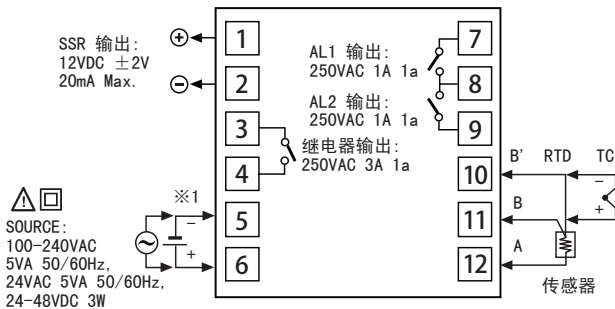 SSR 输出:
12VDC ±2V
20mA Max.
+
-
1
2
3
4
5
6
AL1 输出:
250VAC 1A 1a
AL2 输出:
250VAC 1A 1a
继电器输出:
250VAC 3A 1a
7
8
9
10
11
12
※1
-
+
SOURCE:
100-240VAC
5VA 50/60Hz,
24VAC 5VA 50/60Hz,
24-48VDC 3W
B' RTD TC
-
B
+
A
传感器